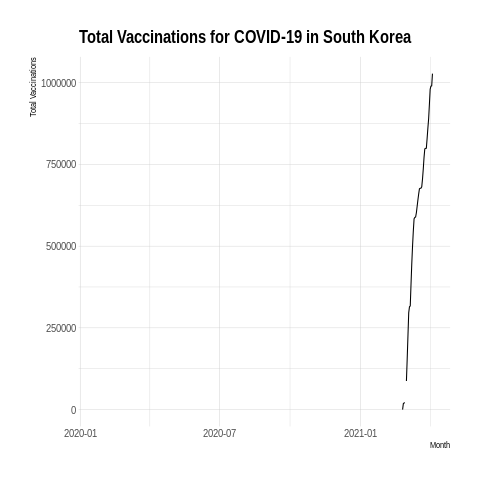 Total Vaccinations for COVID-19 in South Korea
Total Vaccinations
1000000
750000
500000
250000
0
2020-01
2020-07
2021-01
Month